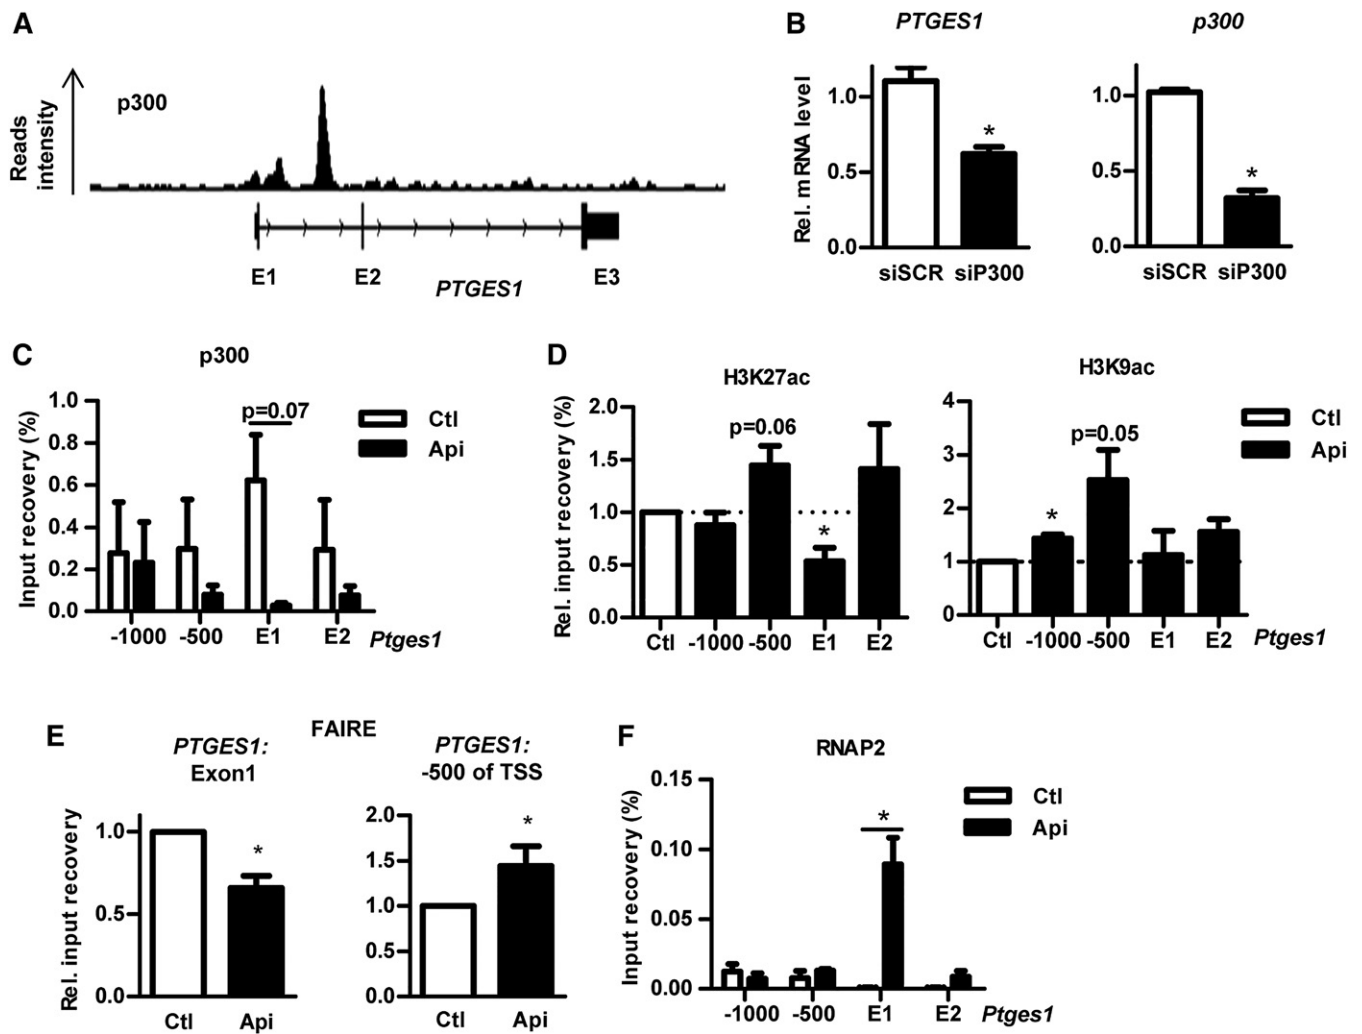 A
p300
Reads
intensity
E1 E2 E3
PTGES1
B
PTGES1 p300
Rel. mRNA level
1.0
0.5
0.0
*
siSCR siP300
1.0
0.5
0.0
*
siSCR siP300
C
p300
Input recovery (%)
1.0
0.8
0.6
0.4
0.2
0.0
p=0.07
Ctl
Api
-1000 -500 E1 E2 Ptges1
D
H3K27ac
Rel. input recovery (%)
2.0
1.5
1.0
0.5
0.0
p=0.06
*
Ctl -1000 -500 E1 E2
H3K9ac
4
3
2
1
0
p=0.05
*
Ctl
Api
Ctl -1000 -500 E1 E2 Ptges1
E
FAIRE
PTGES1:
Exon1
Rel. input recovery
1.0
0.5
0.0
*
Ctl Api
PTGES1:
-500 of TSS
2.0
1.5
1.0
0.5
0.0
*
Ctl Api
F
RNAP2
Input recovery (%)
0.15
0.10
0.05
0.00
*
Ctl
Api
-1000 -500 E1 E2 Ptges1